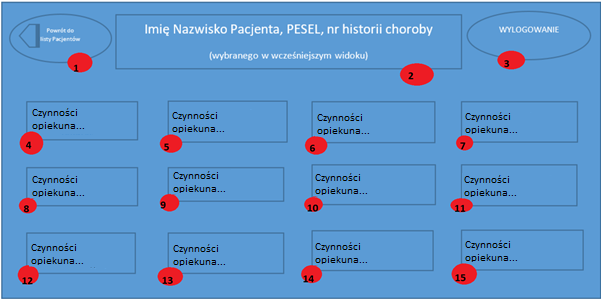 Powrót do
listy Pacjentów
Imię Nazwisko Pacjenta, PESEL, nr historii choroby
(wybranego w wcześniejszym widoku)
WYLOGOWANIE
1
2
3
Czynności
opiekuna...
4
Czynności
opiekuna...
5
Czynności
opiekuna...
6
Czynności
opiekuna...
7
Czynności
opiekuna...
8
Czynności
opiekuna...
9
Czynności
opiekuna...
10
Czynności
opiekuna...
11
Czynności
opiekuna...
12
Czynności
opiekuna...
13
Czynności
opiekuna...
14
Czynności
opiekuna...
15